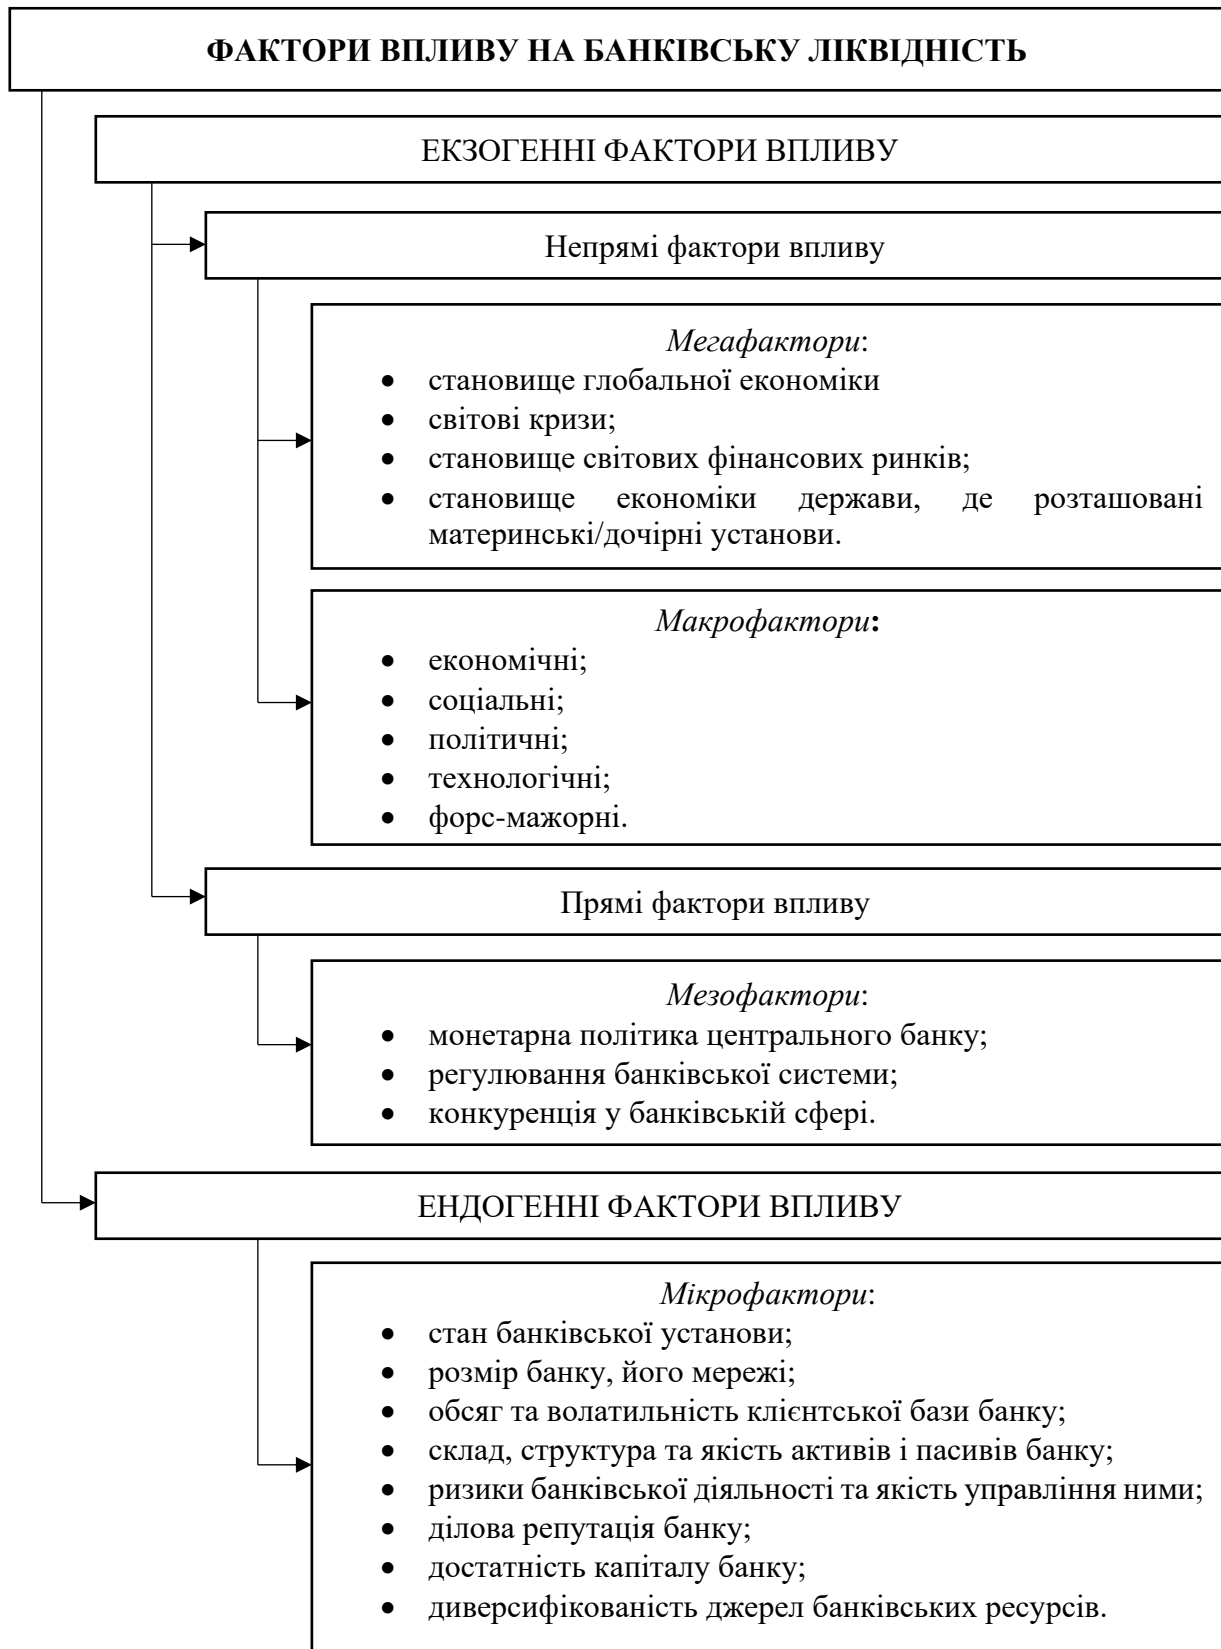 ФАКТОРИ ВПЛИВУ НА БАНКІВСЬКУ ЛІКВІДНІСТЬ
ЕКЗОГЕННІ ФАКТОРИ ВПЛИВУ
Непрямі фактори впливу
Мегафактори:
• становище глобальної економіки
• світові кризи;
• становище світових фінансових ринків;
• становище економіки держави, де розташовані
материнські/дочірні установи.
Макрофактори:
• економічні;
• соціальні;
• політичні;
• технологічні;
• форс-мажорні.
Прямі фактори впливу
Мезофактори:
• монетарна політика центрального банку;
• регулювання банківської системи;
• конкуренція у банківській сфері.
ЕНДОГЕННІ ФАКТОРИ ВПЛИВУ
Мікрофактори:
• стан банківської установи;
• розмір банку, його мережі;
• обсяг та волатильність клієнтської бази банку;
• склад, структура та якість активів і пасивів банку;
• ризики банківської діяльності та якість управління ними;
• ділова репутація банку;
• достатність капіталу банку;
• диверсифікованість джерел банківських ресурсів.